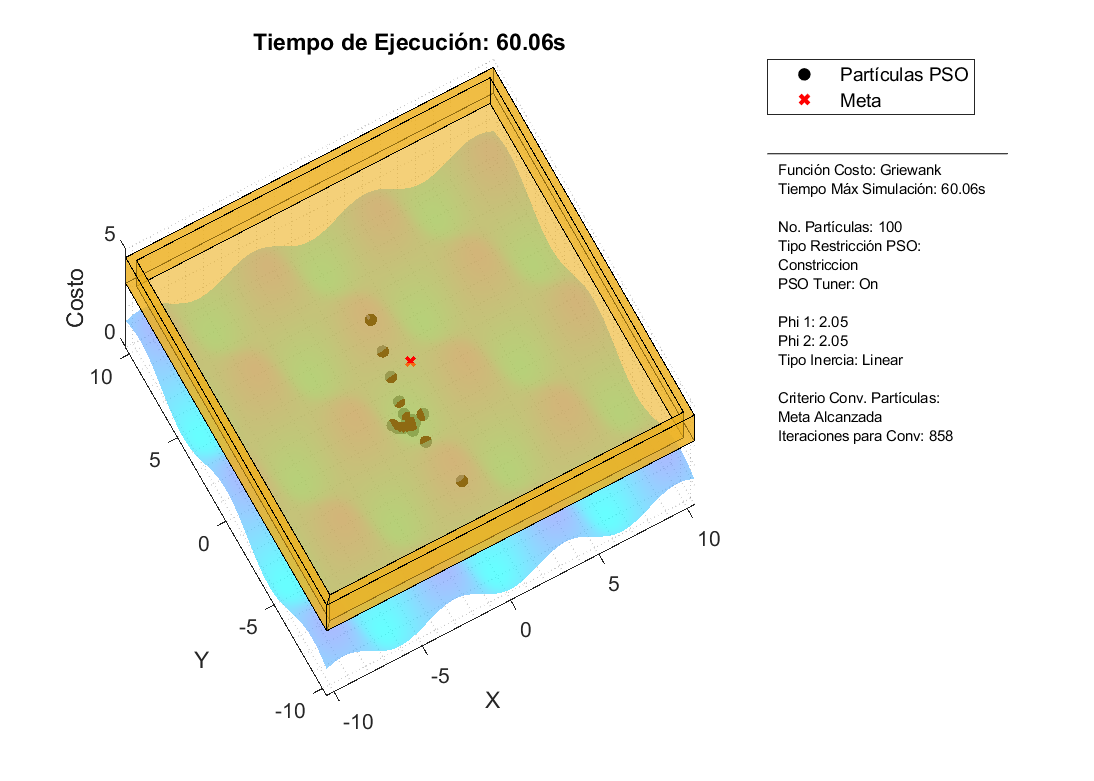 Tiempo de Ejecución: 60.06s
Partículas PSO
Meta
Función Costo: Griewank
Tiempo Máx Simulación: 60.06s
No. Partículas: 100
Tipo Restricción PSO:
Constriccion
PSO Tuner: On
Phi 1: 2.05
Phi 2: 2.05
Tipo Inercia: Linear
Criterio Conv. Partículas:
Meta Alcanzada
Iteraciones para Conv: 858
5
Costo
0
10
5
0
-5
-10
Y
-10
-5
0
5
10
X